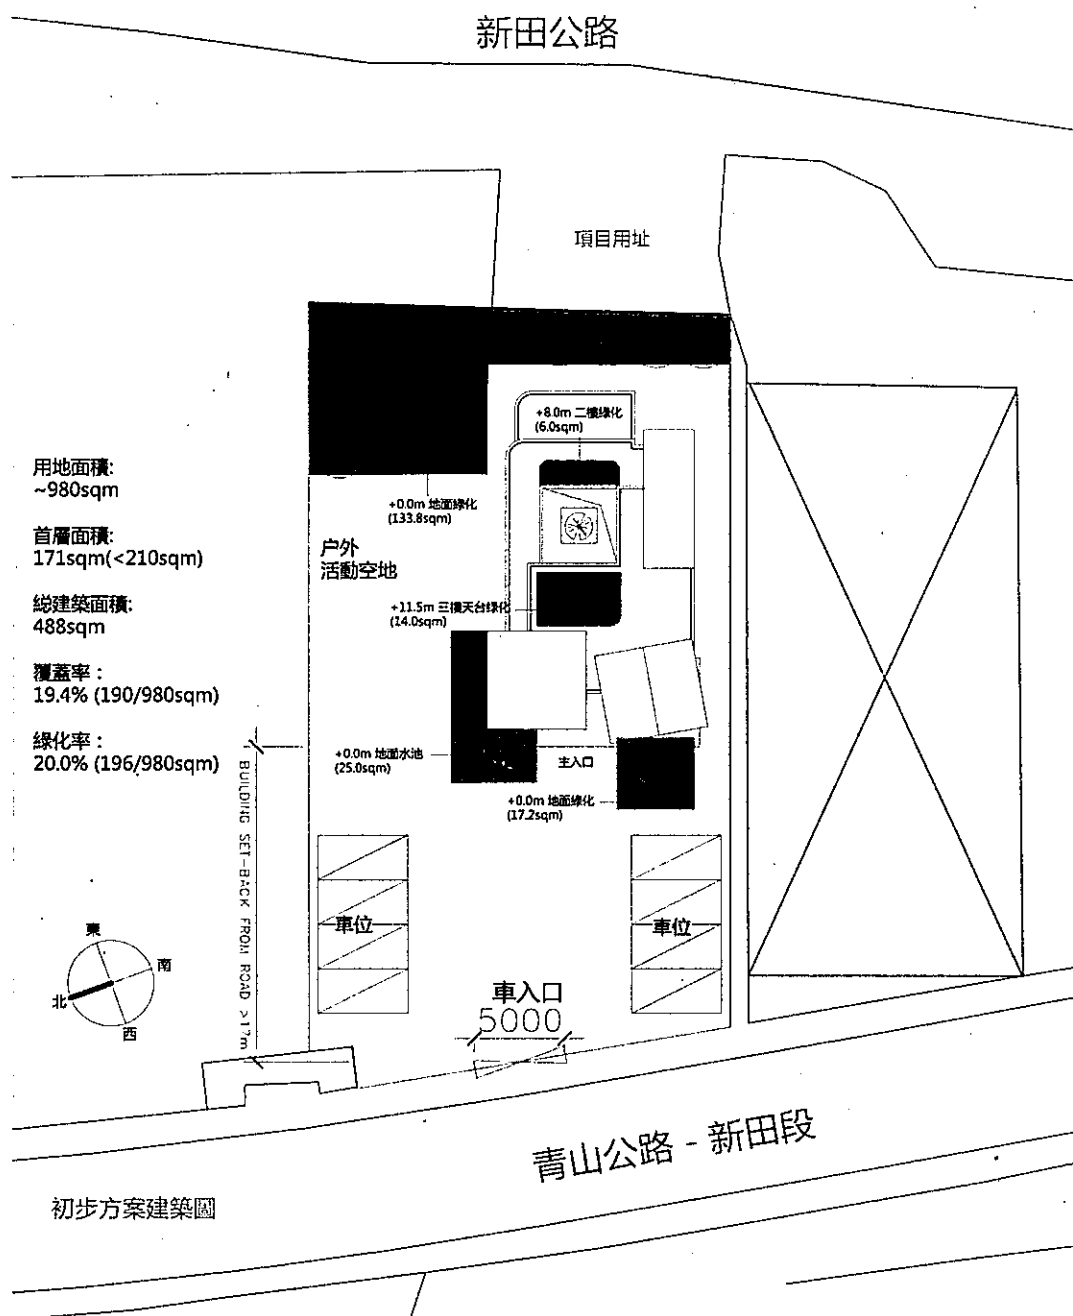 新田公路
項目用址
+8.0m 二樓綠化
(6.0sqm)
用地面積:
~980sqm
+0.0m 地面綠化
(133.8sqm)
首層面積:
171sqm(<210sqm)
户外
活動空地
總建築面積:
488sqm
+11.5m 三樓天台綠化
(14.0sqm)
覆蓋率：
19.4% (190/980sqm)
綠化率：
20.0% (196/980sqm)
+0.0m 地面水池
(25.0sqm)
主入口
+0.0m 地面綠化
(17.2sqm)
BUILDING SET-BACK FROM ROAD >17m
車位
車位
東
南
北
西
車入口
5000
青山公路 - 新田段
初步方案建築圖